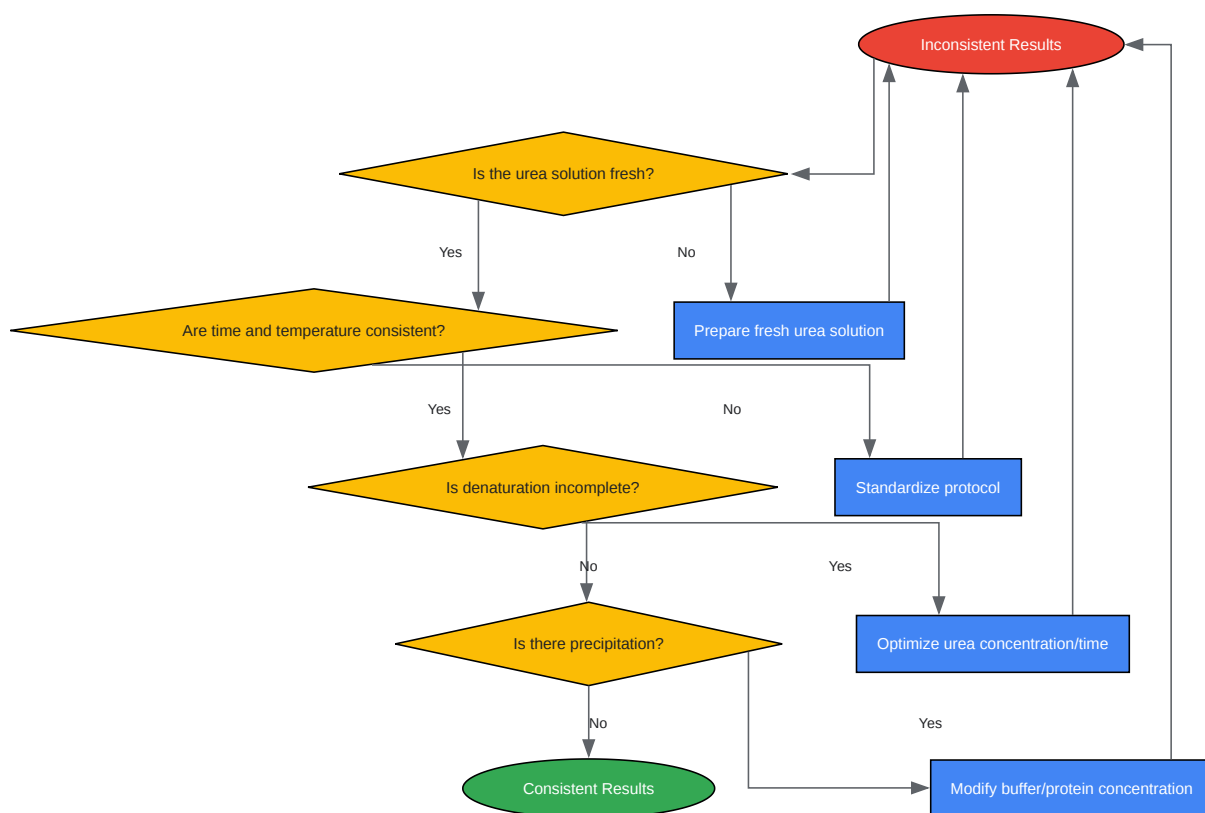 Inconsistent Results
Is the urea solution fresh?
Yes
No
Are time and temperature consistent?
Prepare fresh urea solution
Yes
No
Is denaturation incomplete?
Standardize protocol
No
Yes
Is there precipitation?
Optimize urea concentration/time
No
Yes
Consistent Results
Modify buffer/protein concentration